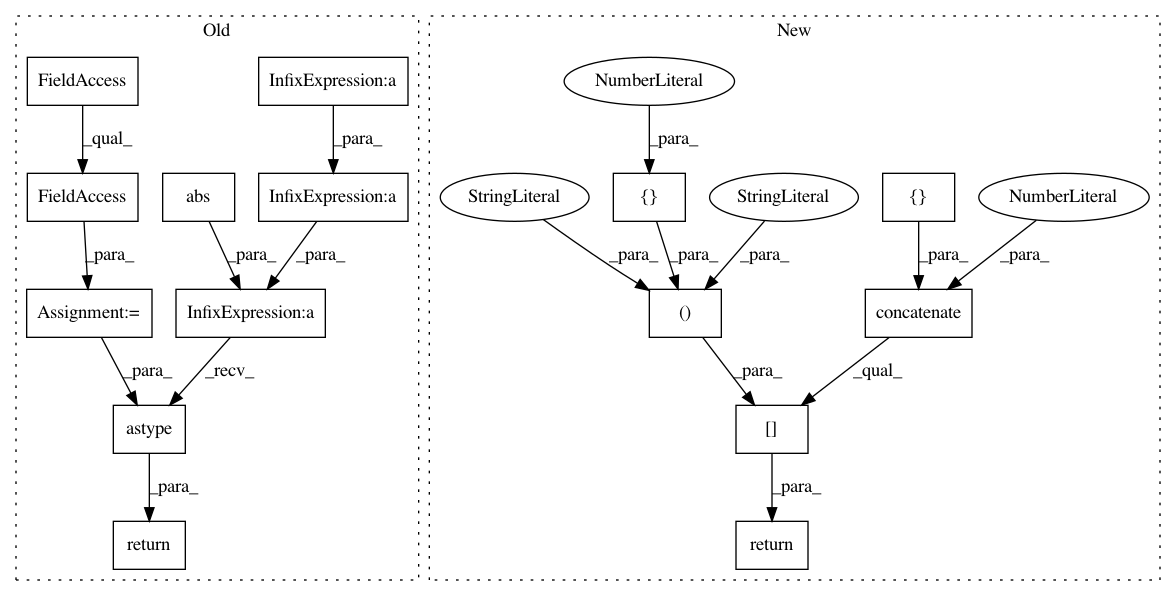 Old
New
FieldAccess
InfixExpression:a
NumberLiteral
_qual_
_para_
_para_
FieldAccess
abs
InfixExpression:a
StringLiteral
{}
StringLiteral
{}
NumberLiteral
_para_
_para_
_para_
_para_
_para_
_para_
_para_
_para_
Assignment:=
InfixExpression:a
()
concatenate
_para_
_recv_
_para_
_qual_
astype
[]
_para_
_para_
return
return